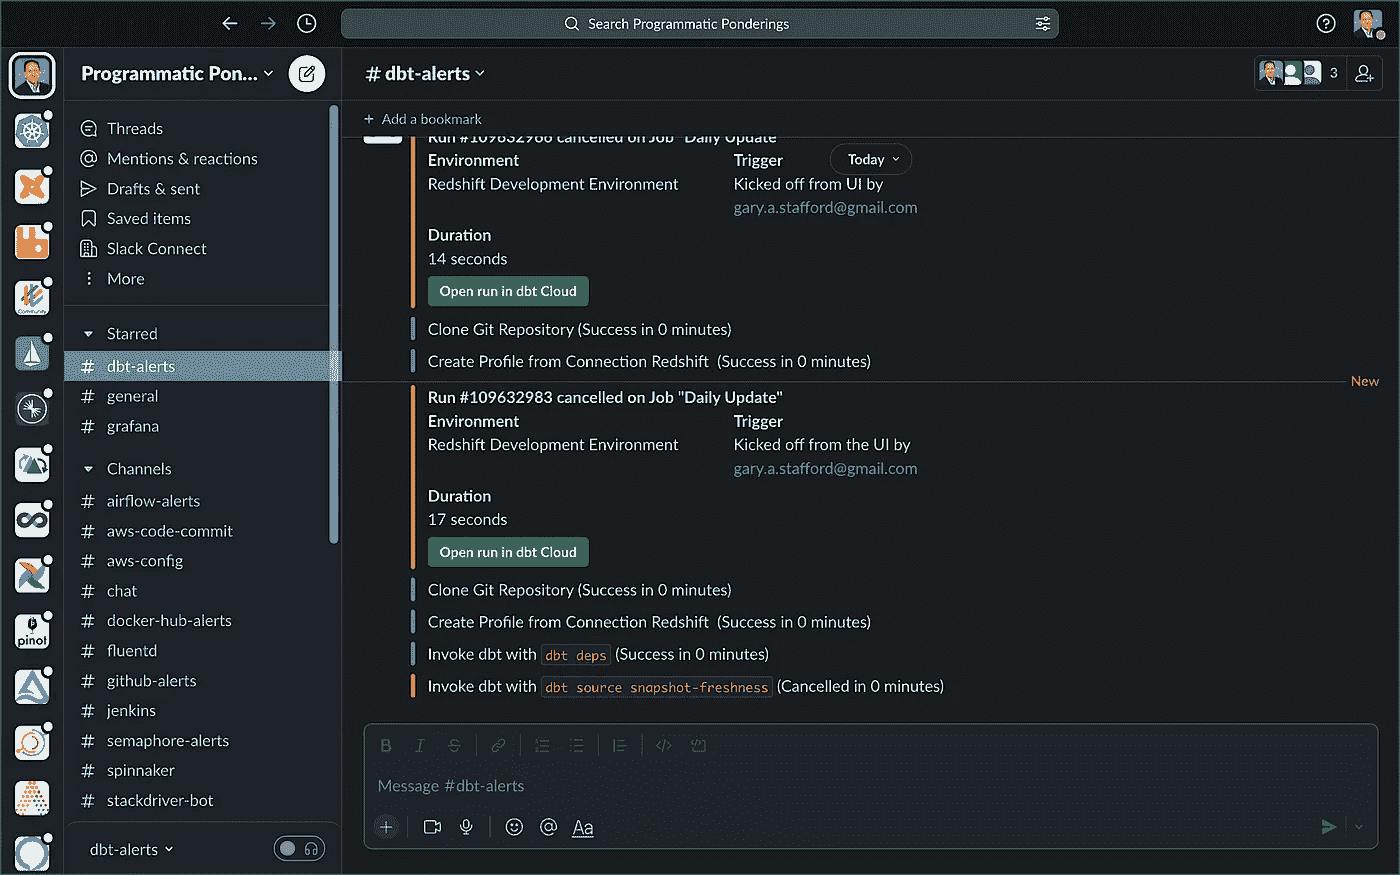 Search Programmatic Ponderings
Programmatic Pon...
Threads
Mentions & reactions
Drafts & sent
Saved items
Slack Connect
More
Starred
# dbt-alerts
# general
# grafana
Channels
# airflow-alerts
# aws-code-commit
# aws-config
# chat
# docker-hub-alerts
# fluentd
# github-alerts
# jenkins
# semaphore-alerts
# spinnaker
# stackdriver-bot
dbt-alerts
Community
pinot
# dbt-alerts
3
+ Add a bookmark
Run #109632966 cancelled on Job "Daily Update"
Today
Environment Trigger
Redshift Development Environment Kicked off from UI by
gary.a.stafford@gmail.com
Duration
14 seconds
Open run in dbt Cloud
Clone Git Repository (Success in 0 minutes)
Create Profile from Connection Redshift (Success in 0 minutes)
New
Run #109632983 cancelled on Job "Daily Update"
Environment Trigger
Redshift Development Environment Kicked off from the UI by
gary.a.stafford@gmail.com
Duration
17 seconds
Open run in dbt Cloud
Clone Git Repository (Success in 0 minutes)
Create Profile from Connection Redshift (Success in 0 minutes)
Invoke dbt with dbt deps (Success in 0 minutes)
Invoke dbt with dbt source snapshot-freshness (Cancelled in 0 minutes)
B I S
Message #dbt-alerts
Aa